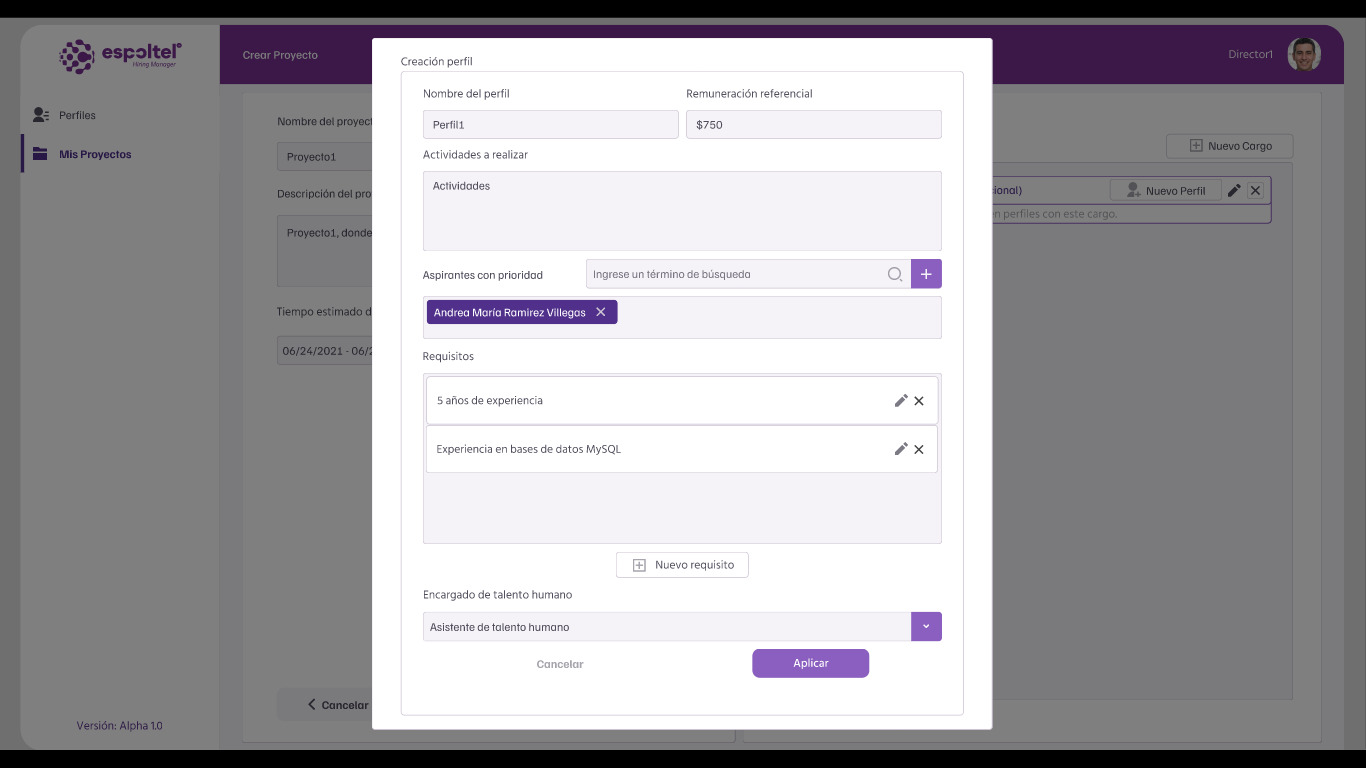 espoltel
Hiring Manager
Perfiles
Mis Proyectos
Versión: Alpha 1.0
Crear Proyecto
Director1
Nombre del proyec
Proyecto1
Descripción del pro
Proyecto1, donde
Tiempo estimado d
06/24/2021 - 06/2
Cancelar
Nuevo Cargo
cional)
Nuevo Perfil
en perfiles con este cargo.
Creación perfil
Nombre del perfil
Remuneración referencial
Perfil1
$750
Actividades a realizar
Actividades
Aspirantes con prioridad
Ingrese un término de búsqueda
Andrea María Ramirez Villegas
Requisitos
5 años de experiencia
Experiencia en bases de datos MySQL
Nuevo requisito
Encargado de talento humano
Asistente de talento humano
Cancelar
Aplicar